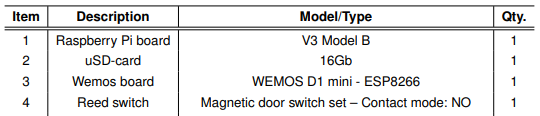 Item Description Model/Type Qty.
1 Raspberry Pi board V3 Model B 1
2 uSD-card 16Gb 1
3 Wemos board WEMOS D1 mini - ESP8266 1
4 Reed switch Magnetic door switch set – Contact mode: NO 1